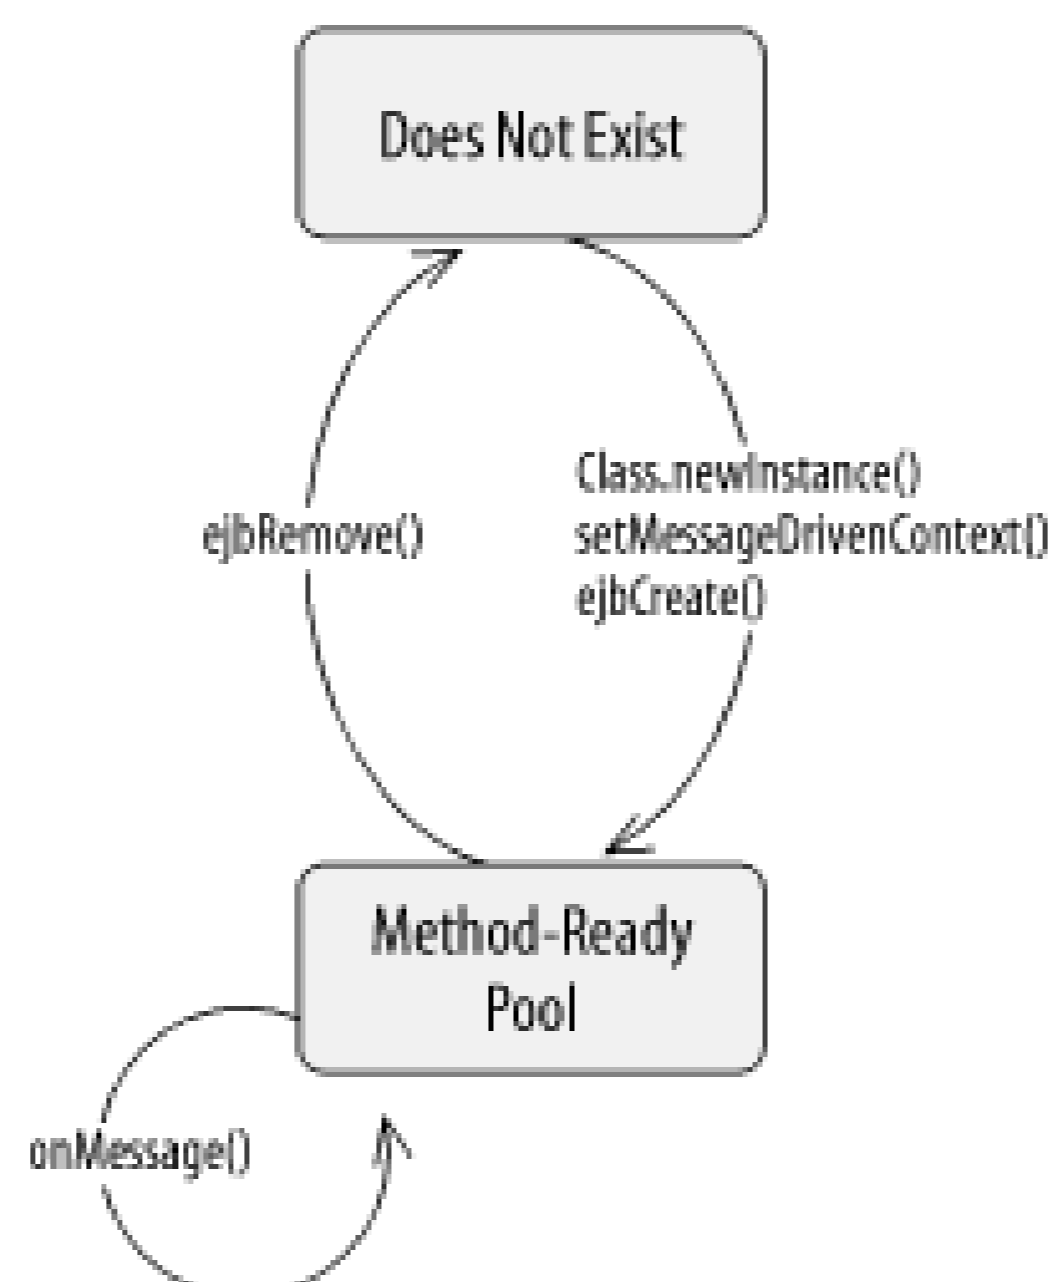 Does Not Exist
Class.newInstance()
ejbRemove()
setMessageDrivenContext()
ejbCreate()
Method-Ready
Pool
onMessage()